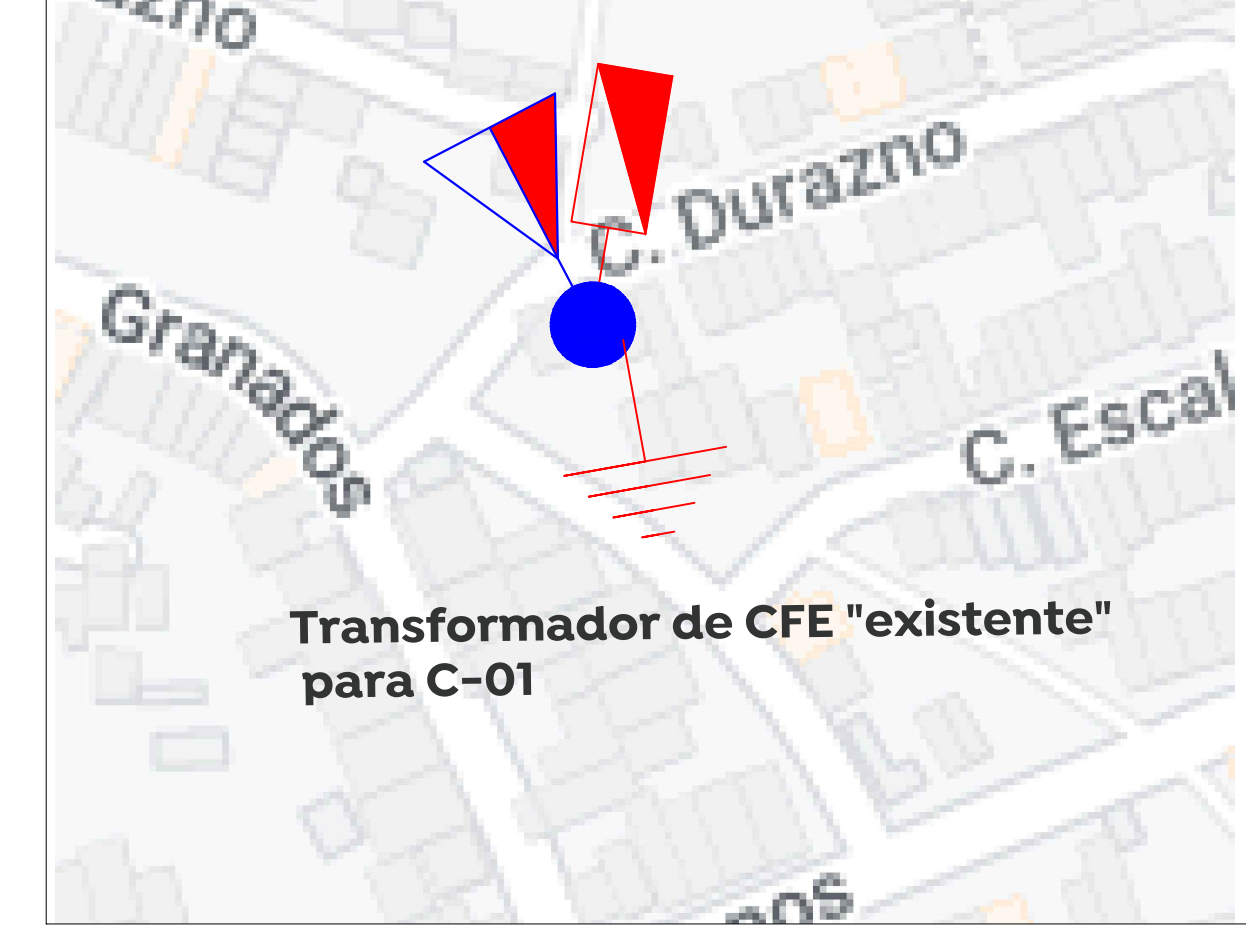 C. Durazno
Granados
C. Escal
Transformador de CFE "existente"
para C-01